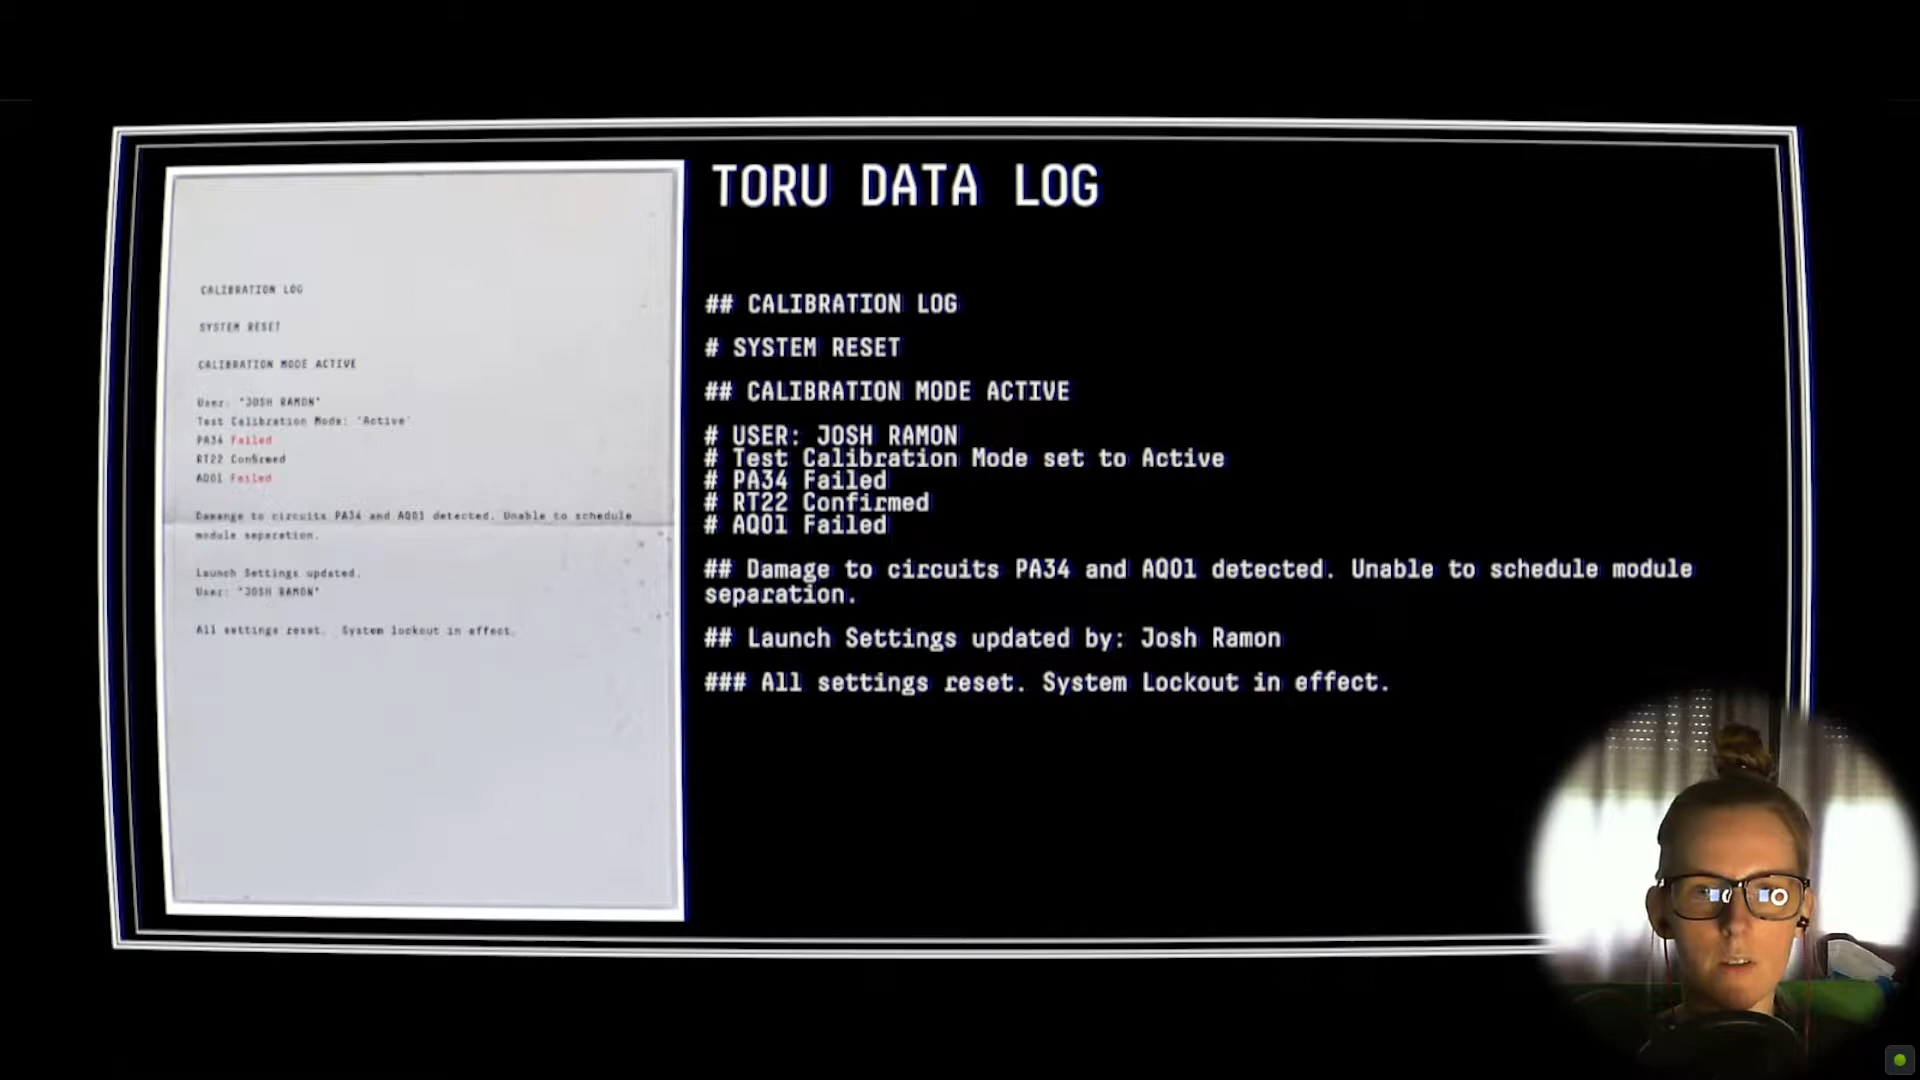 CALIBRATION LOG
SYSTEM RESET
CALIBRATION MODE ACTIVE
User: "JOSH RAMON"
Test Calibration Mode: 'Active'
PA34 Failed
RT22 Confirmed
AQ01 Failed
Damange to circuits PA34 and AQ01 detected. Unable to schedule
module separation.
Launch Settings updated.
User: "JOSH RAMON"
All settings reset. System lockout in effect.
TORU DATA LOG
## CALIBRATION LOG
# SYSTEM RESET
## CALIBRATION MODE ACTIVE
# USER: JOSH RAMON
# Test Calibration Mode set to Active
# PA34 Failed
# RT22 Confirmed
# AQ01 Failed
## Damage to circuits PA34 and AQ01 detected. Unable to schedule module
separation.
## Launch Settings updated by: Josh Ramon
### All settings reset. System Lockout in effect.